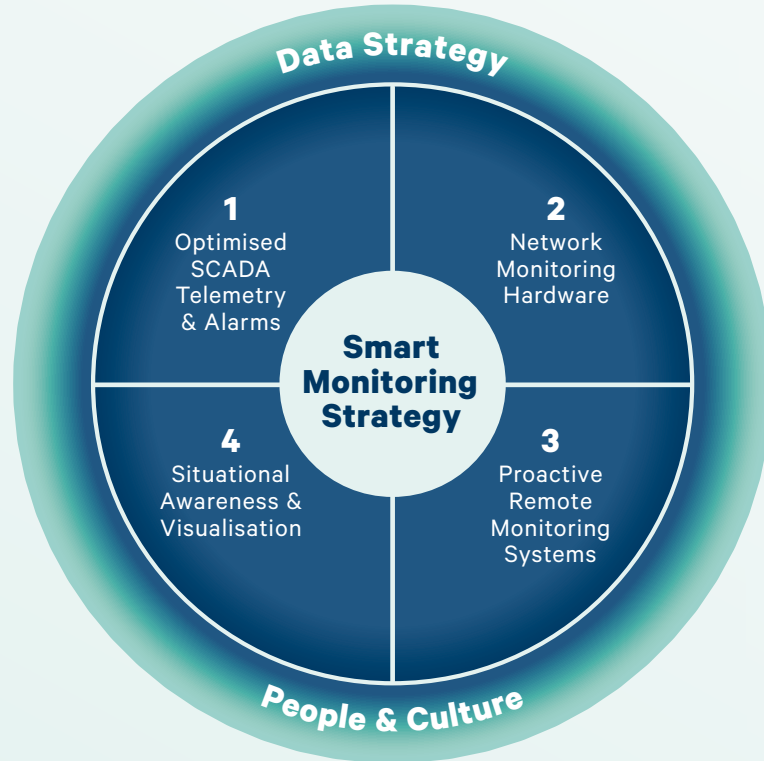 Data Strategy
1
Optimised
SCADA
Telemetry
& Alarms
2
Network
Monitoring
Hardware
Smart
Monitoring
Strategy
4
Situational
Awareness &
Visualisation
3
Proactive
Remote
Monitoring
Systems
People & Culture